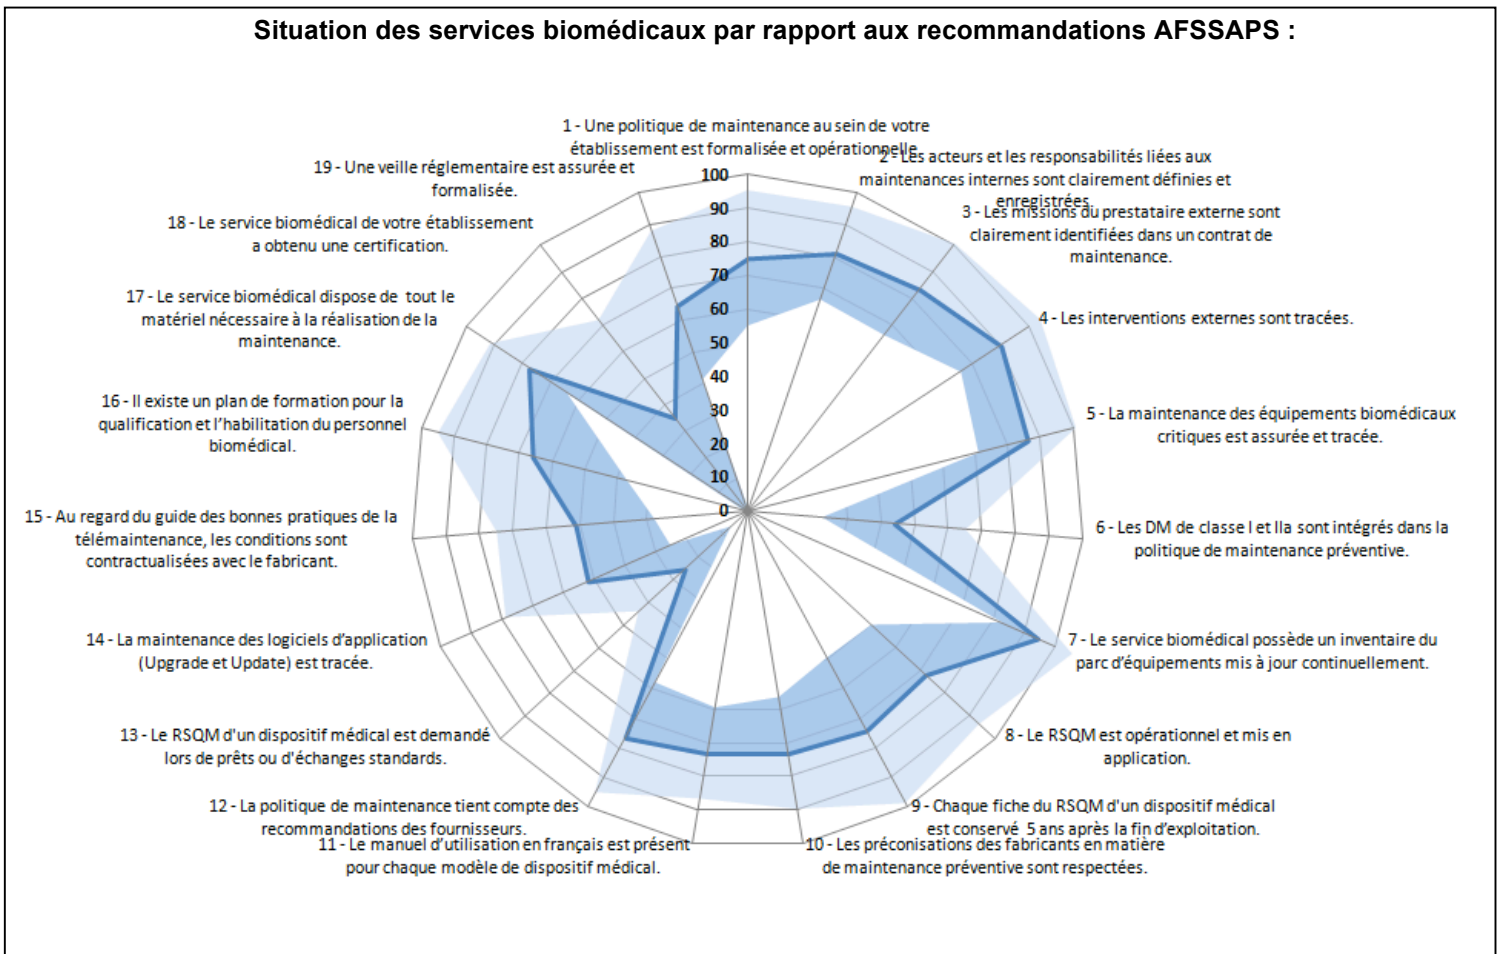 Situation des services biomédicaux par rapport aux recommandations AFSSAPS :
1 - Une politique de maintenance au sein de votre
établissement est formalisée et opérationnelle
2 - Les acteurs et les responsabilités liées aux
maintenances internes sont clairement définies et
enregistrées
3 - Les missions du prestataire externe sont
clairement identifiées dans un contrat de
maintenance.
4 - Les interventions externes sont tracées.
5 - La maintenance des équipements biomédicaux
critiques est assurée et tracée.
6 - Les DM de classe I et IIa sont intégrés dans la
politique de maintenance préventive.
7 - Le service biomédical possède un inventaire du
parc d'équipements mis à jour continuellement.
8 - Le RSQM est opérationnel et mis en
application.
9 - Chaque fiche du RSQM d'un dispositif médical
est conservé 5 ans après la fin d'exploitation.
10 - Les préconisations des fabricants en matière
de maintenance préventive sont respectées.
11 - Le manuel d'utilisation en français est présent
pour chaque modèle de dispositif médical.
12 - La politique de maintenance tient compte des
recommandations des fournisseurs.
13 - Le RSQM d'un dispositif médical est demandé
lors de prêts ou d'échanges standards.
14 - La maintenance des logiciels d'application
(Upgrade et Update) est tracée.
15 - Au regard du guide des bonnes pratiques de la
télémaintenance, les conditions sont
contractualisées avec le fabricant.
16 - Il existe un plan de formation pour la
qualification et l'habilitation du personnel
biomédical.
17 - Le service biomédical dispose de tout le
matériel nécessaire à la réalisation de la
maintenance.
18 - Le service biomédical de votre établissement
a obtenu une certification.
19 - Une veille réglementaire est assurée et
formalisée.
100
90
80
70
60
50
40
30
20
10
0